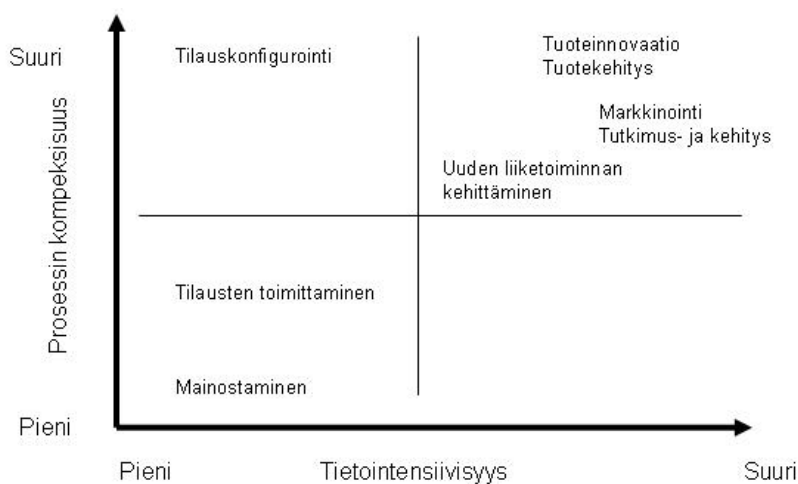 Suuri
Tilauskonfigurointi
Tuoteinnovaatio
Tuotekehitys
Markkinointi
Tutkimus- ja kehitys
Uuden liiketoiminnan
kehittäminen
Prosessin kompeksisuus
Tilausten toimittaminen
Mainostaminen
Pieni
Pieni
Tietointensiivisyys
Suuri